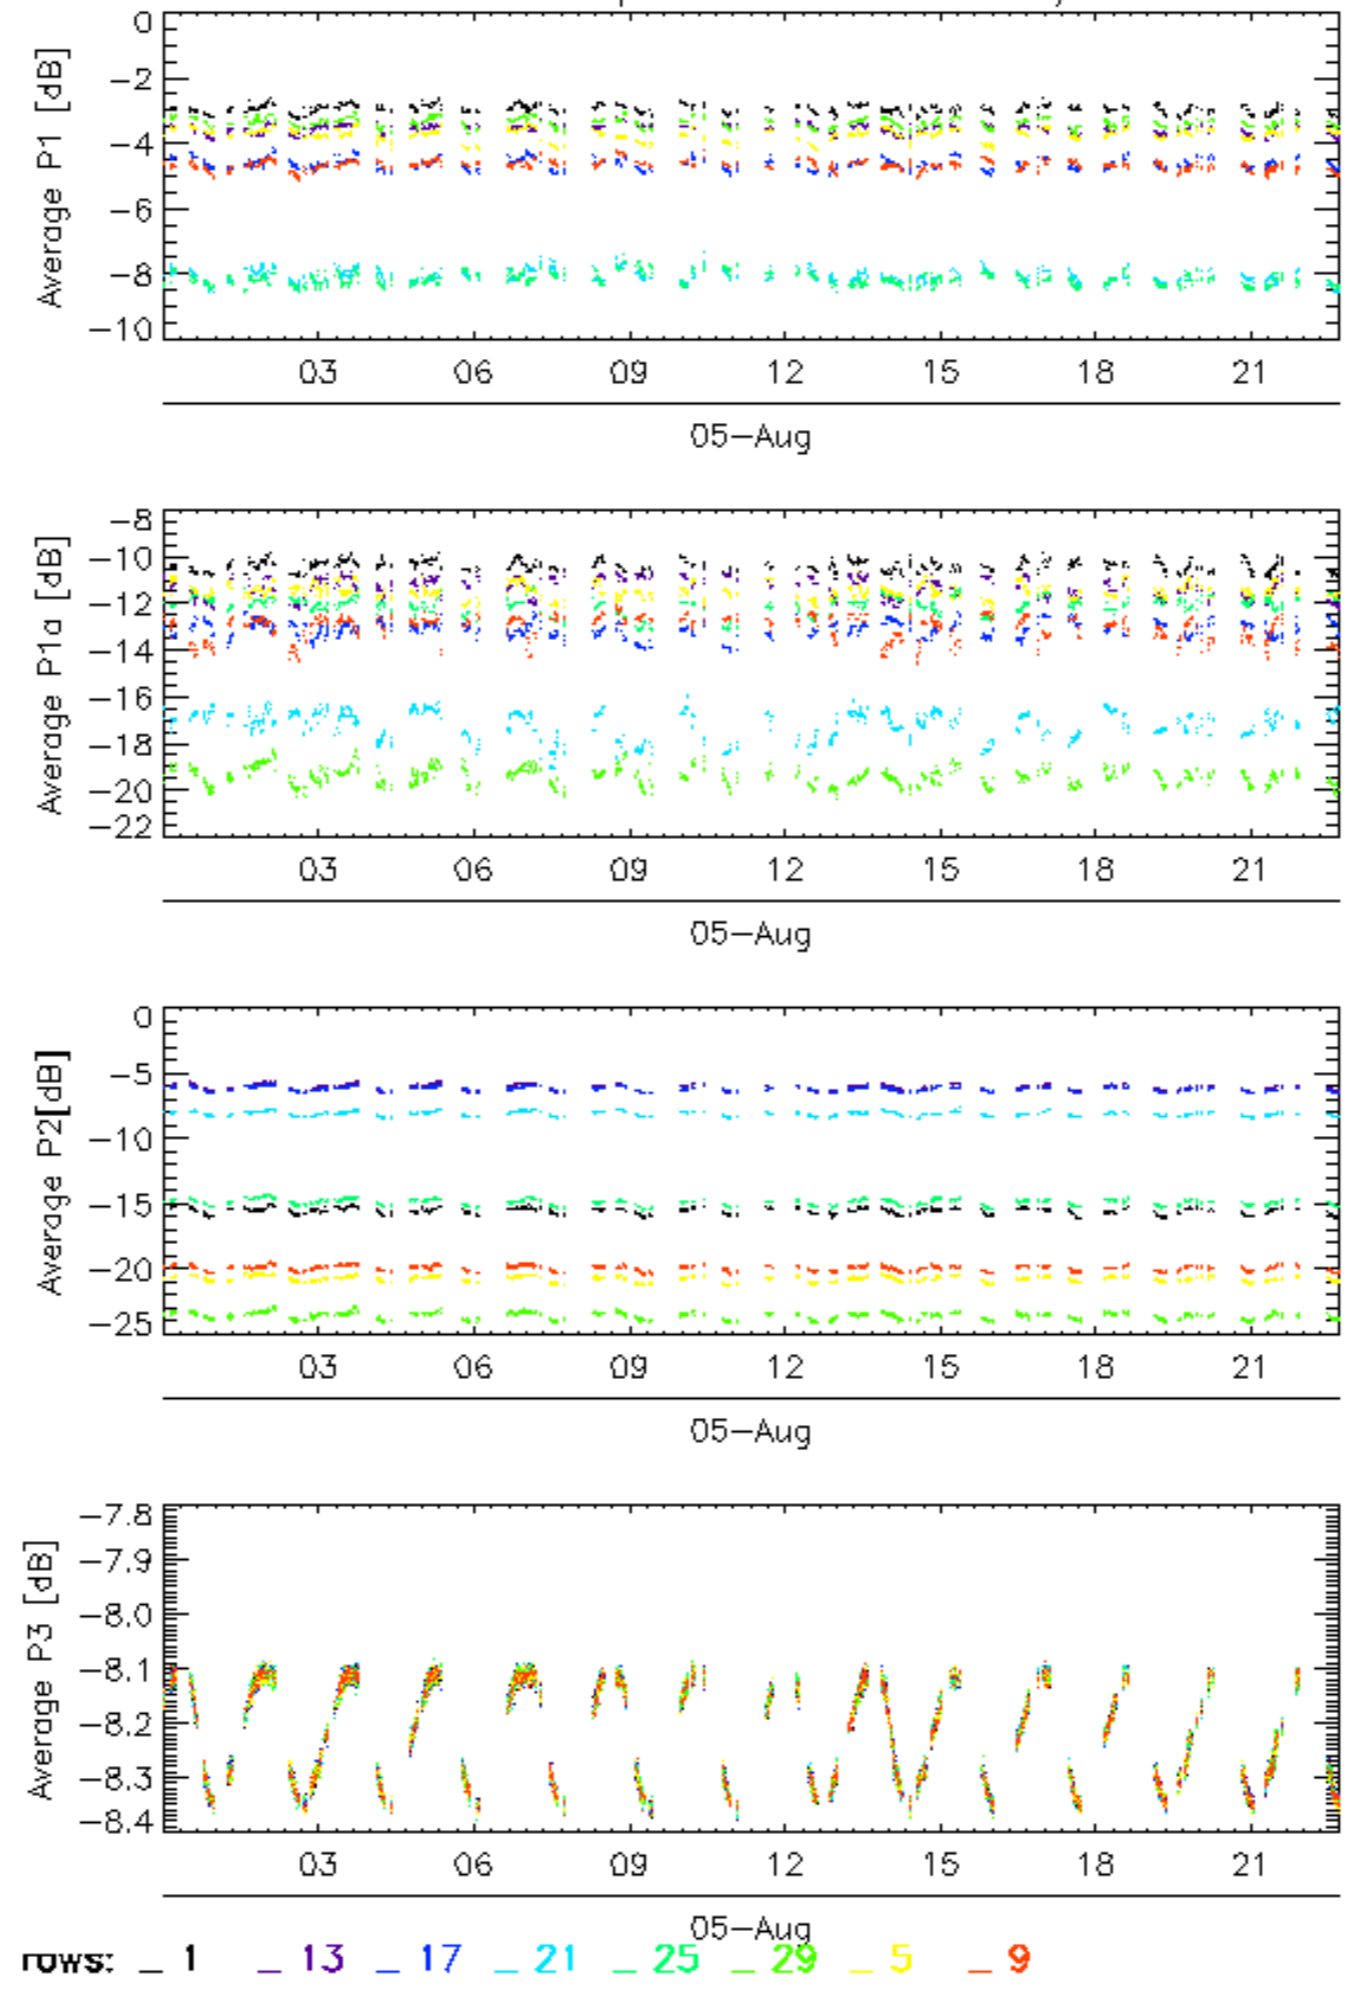 0
-2
-4
-6
-8
-10
Average P1 [dB]
03 06 09 12 15 18 21
05-Aug
-8
-10
-12
-14
-16
-18
-20
-22
Average P1a [dB]
03 06 09 12 15 18 21
05-Aug
0
-5
-10
-15
-20
-25
Average P2[dB]
03 06 09 12 15 18 21
05-Aug
-7.8
-7.9
-8.0
-8.1
-8.2
-8.3
-8.4
Average P3 [dB]
03 06 09 12 15 18 21
05-Aug
rows: _ 1 _ 13 _ 17 _ 21 _ 25 _ 29 _ 5 _ 9